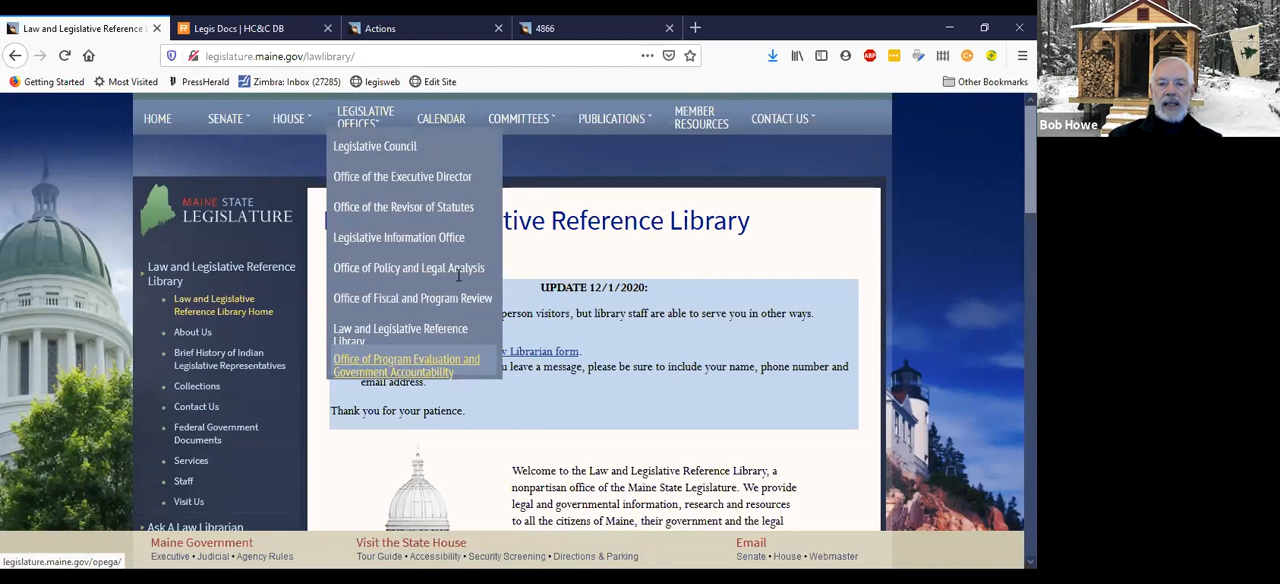 Law and Legislative Reference
Legis Docs | HC&C DB
Actions
4866
legislature.maine.gov/lawlibrary/
Getting Started
Most Visited
PressHerald
Zimbra: Inbox (27285)
legisweb
Edit Site
Other Bookmarks
Bob Howe
HOME
SENATE
HOUSE
LEGISLATIVE
OFFICES
CALENDAR
COMMITTEES
PUBLICATIONS
MEMBER
RESOURCES
CONTACT US
Legislative Council
Office of the Executive Director
Office of the Revisor of Statutes
Legislative Information Office
Office of Policy and Legal Analysis
Office of Fiscal and Program Review
Law and Legislative Reference
Library
Office of Program Evaluation and
Government Accountability
MAINE STATE
LEGISLATURE
Law and Legislative Reference
Library
Law and Legislative
Reference Library Home
About Us
Brief History of Indian
Legislative Representatives
Collections
Contact Us
Federal Government
Documents
Services
Staff
Visit Us
Ask A Law Librarian
tive Reference Library
UPDATE 12/1/2020:
person visitors, but library staff are able to serve you in other ways.
Librarian form.
u leave a message, please be sure to include your name, phone number and
email address.
Thank you for your patience.
Welcome to the Law and Legislative Reference Library, a
nonpartisan office of the Maine State Legislature. We provide
legal and governmental information, research and resources
to all the citizens of Maine, their government and the legal
Maine Government
Executive • Judicial • Agency Rules
Visit the State House
Tour Guide • Accessibility • Security Screening • Directions & Parking
Email
Senate • House • Webmaster
legislature.maine.gov/opega/